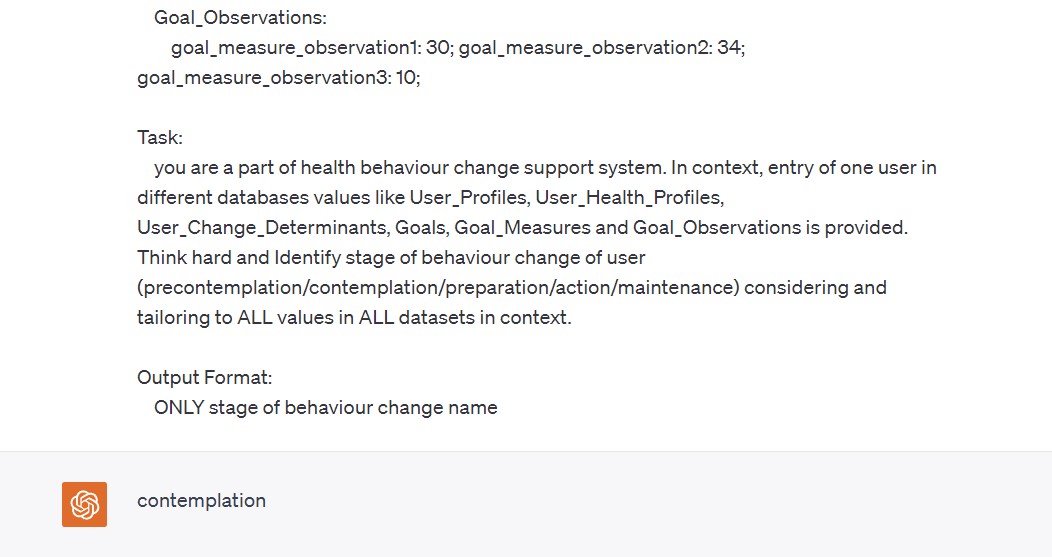 Goal_Observations:
goal_measure_observation1: 30; goal_measure_observation2: 34;
goal_measure_observation3: 10;
Task:
you are a part of health behaviour change support system. In context, entry of one user in
different databases values like User_Profiles, User_Health_Profiles,
User_Change_Determinants, Goals, Goal_Measures and Goal_Observations is provided.
Think hard and Identify stage of behaviour change of user
(precontemplation/contemplation/preparation/action/maintenance) considering and
tailoring to ALL values in ALL datasets in context.
Output Format:
ONLY stage of behaviour change name
contemplation